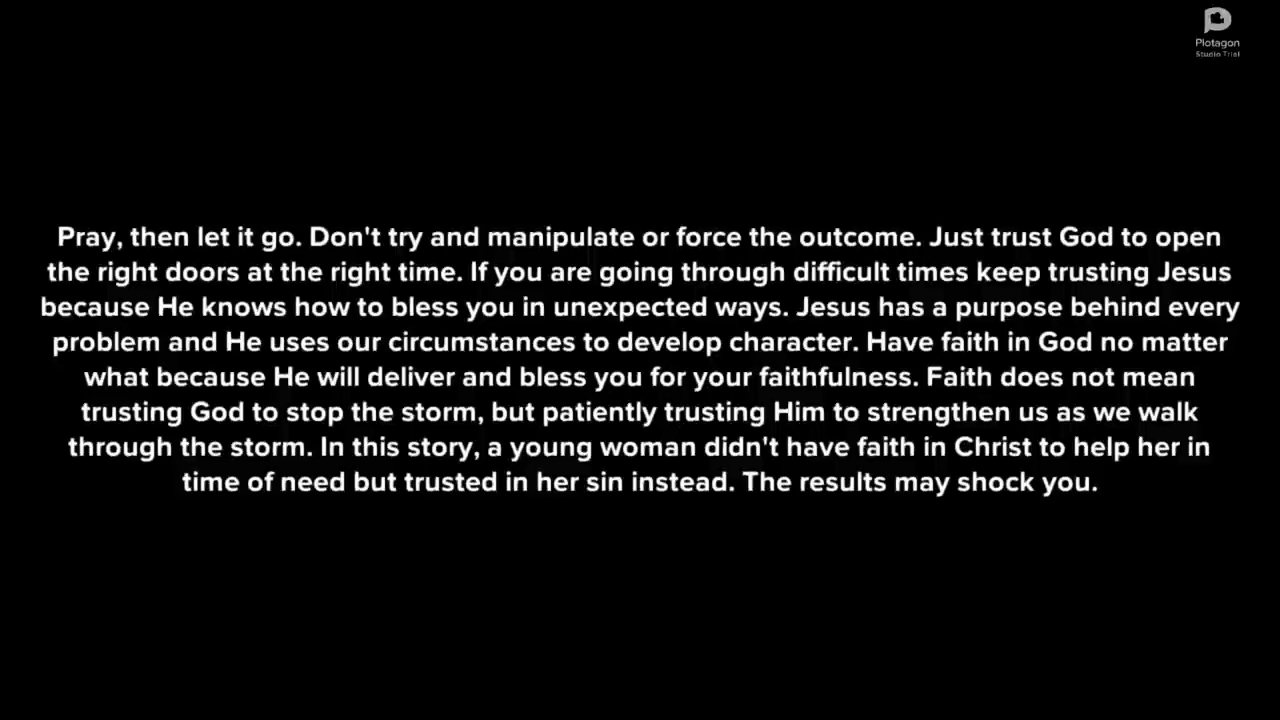 Plotagon
Studio Trial
Pray, then let it go. Don't try and manipulate or force the outcome. Just trust God to open
the right doors at the right time. If you are going through difficult times keep trusting Jesus
because He knows how to bless you in unexpected ways. Jesus has a purpose behind every
problem and He uses our circumstances to develop character. Have faith in God no matter
what because He will deliver and bless you for your faithfulness. Faith does not mean
trusting God to stop the storm, but patiently trusting Him to strengthen us as we walk
through the storm. In this story, a young woman didn't have faith in Christ to help her in
time of need but trusted in her sin instead. The results may shock you.